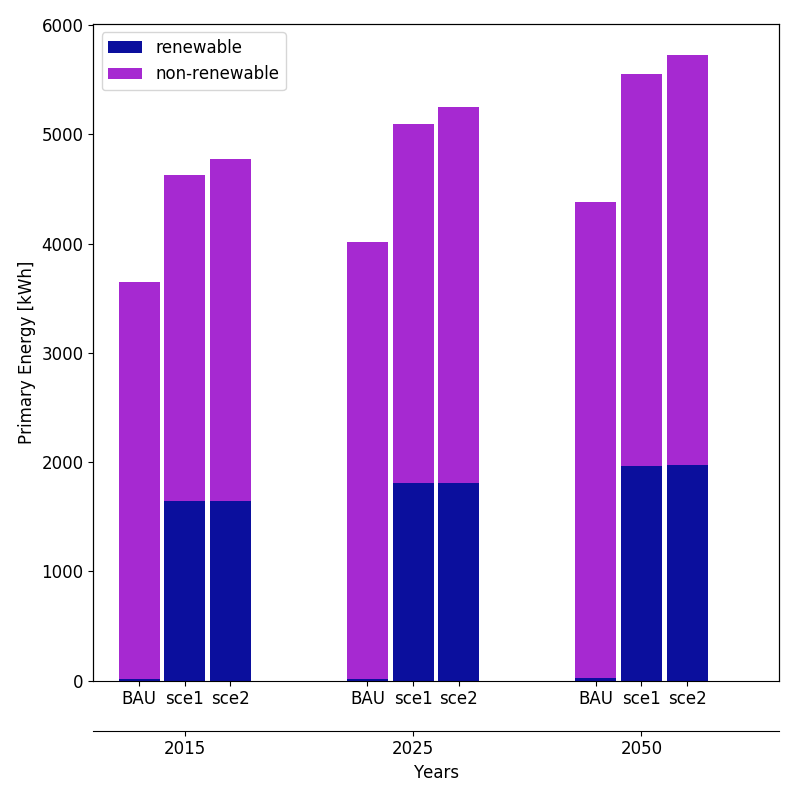 renewable
non-renewable
6000
5000
4000
3000
2000
1000
0
Primary Energy [kWh]
BAU sce1 sce2 BAU sce1 sce2 BAU sce1 sce2
2015 2025 2050
Years